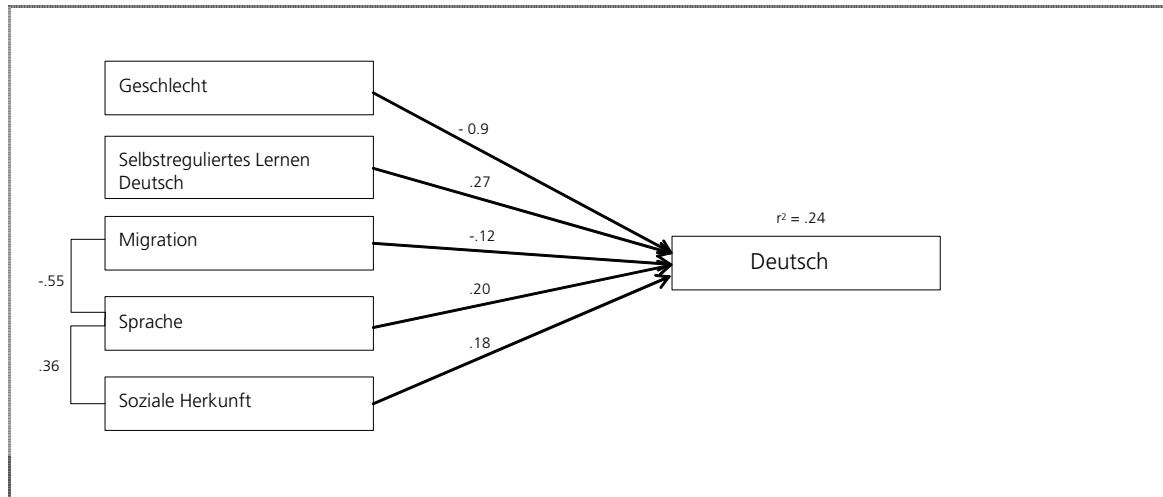 Geschlecht
- 0.9
Selbstreguliertes Lernen
Deutsch
.27
r² = .24
Migration
-.12
Deutsch
-.55
.20
Sprache
.18
.36
Soziale Herkunft